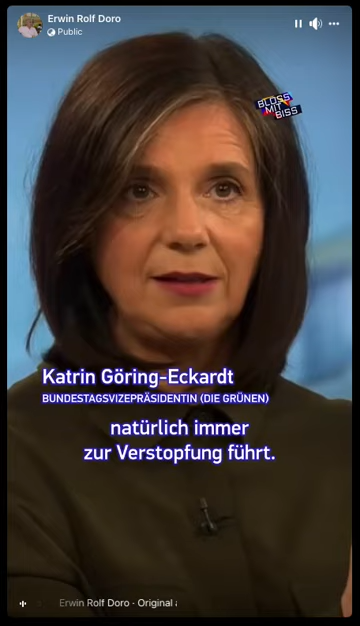 Erwin Rolf Doro
Public
BLOSS
MIT
BISS
Katrin Göring-Eckardt
BUNDESTAGSVIZEPRÄSIDENTIN (DIE GRÜNEN)
natürlich immer
zur Verstopfung führt.
Erwin Rolf Doro · Original